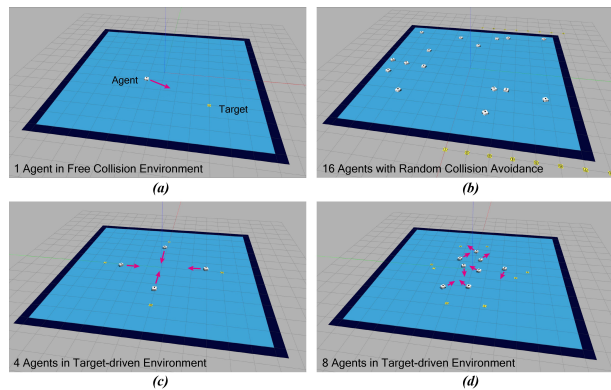 Agent
Target
1 Agent in Free Collision Environment
(a)
16 Agents with Random Collision Avoidance
(b)
4 Agents in Target-driven Environment
(c)
8 Agents in Target-driven Environment
(d)